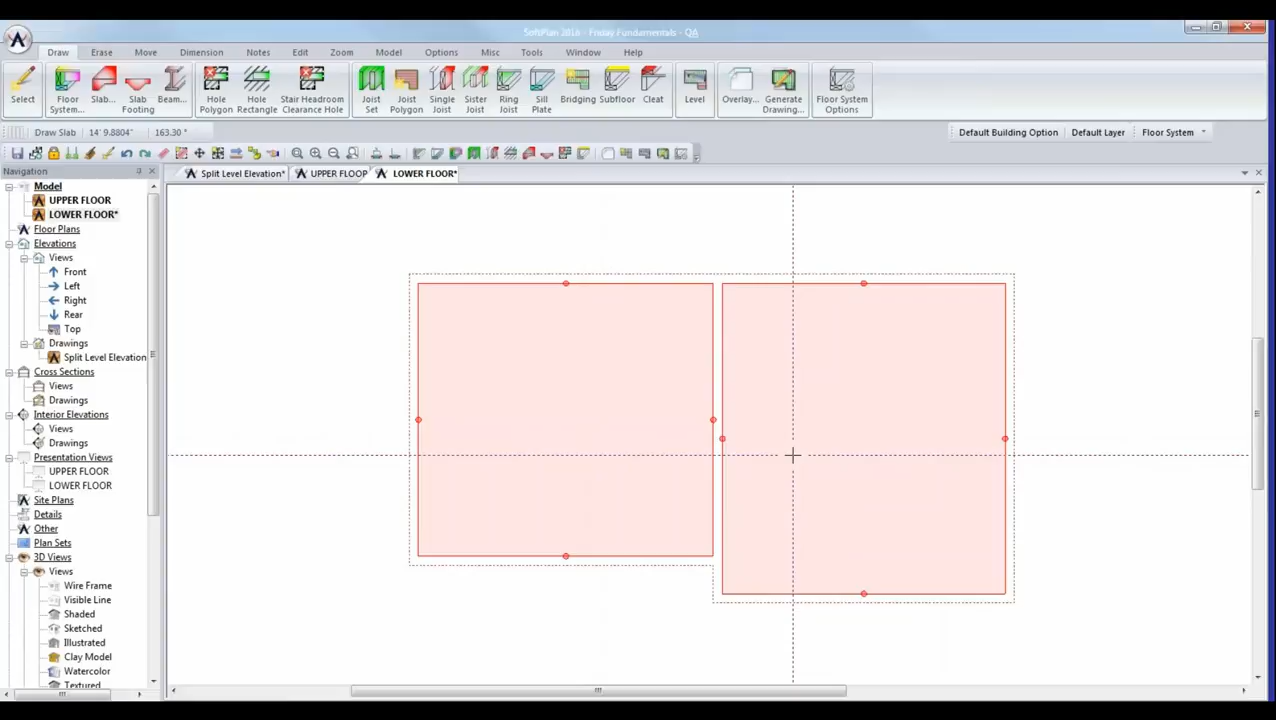 SoftPlan 2016 - Friday Fundamentals - QA
Draw Erase Move Dimension Notes Edit Zoom Model Options Misc Tools Window Help
Select
Floor System...
Slab...
Slab Footing
Beam...
Hole Polygon
Hole Rectangle
Stair Headroom Clearance Hole
Joist Set
Joist Polygon
Single Joist
Sister Joist
Ring Joist
Sill Plate
Bridging
Subfloor
Cleat
Level
Overlay...
Generate Drawing...
Floor System Options
Draw Slab 14' 9.8804" 163.30 °
Default Building Option Default Layer Floor System
Navigation
Split Level Elevation* UPPER FLOOR LOWER FLOOR*
Model
UPPER FLOOR
LOWER FLOOR*
Floor Plans
Elevations
Views
Front
Left
Right
Rear
Top
Drawings
Split Level Elevation
Cross Sections
Views
Drawings
Interior Elevations
Views
Drawings
Presentation Views
UPPER FLOOR
LOWER FLOOR
Site Plans
Details
Other
Plan Sets
3D Views
Views
Wire Frame
Visible Line
Shaded
Sketched
Illustrated
Clay Model
Watercolor
Textured